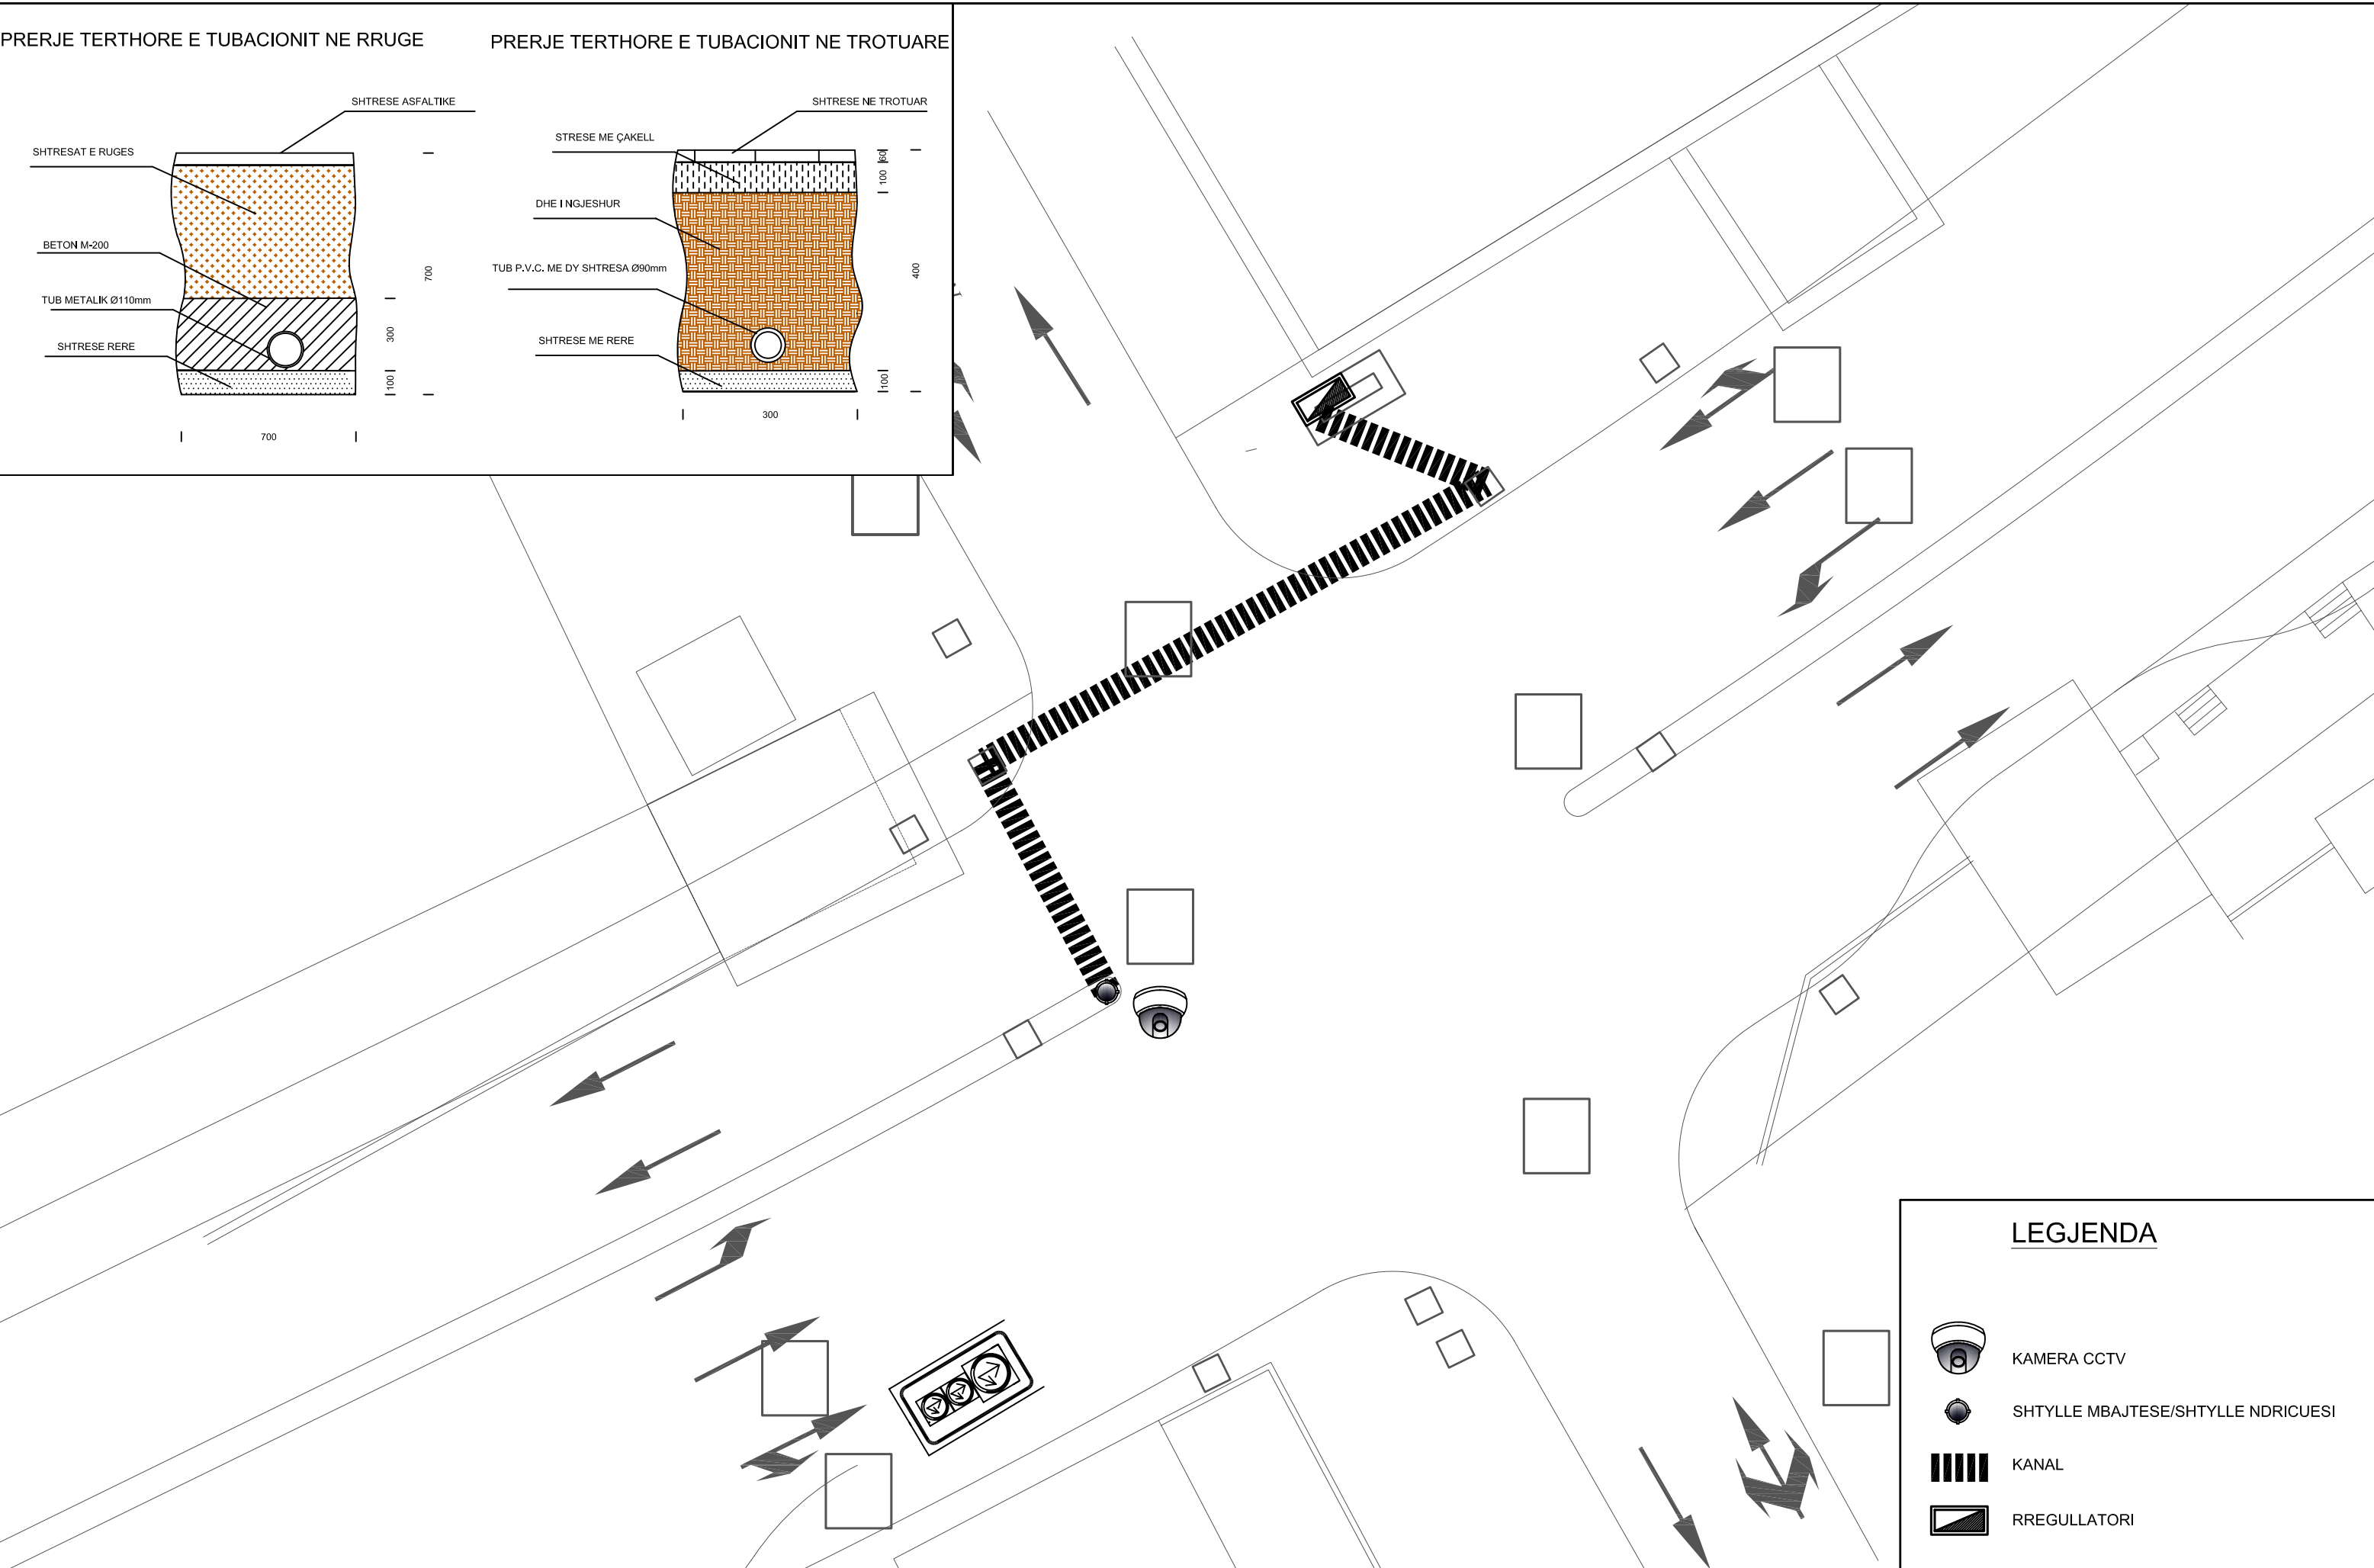 PRERJE TERTHORE E TUBACIONIT NE RRUGE
SHTRESE ASFALTIKE
SHTRESAT E RUGES
BETON M-200
TUB METALIK Ø110mm
SHTRESE RERE
700
300
100
700
PRERJE TERTHORE E TUBACIONIT NE TROTUARE
SHTRESE NE TROTUAR
STRESE ME ÇAKELL
DHE I NGJESHUR
TUB P.V.C. ME DY SHTRESA Ø90mm
SHTRESE ME RERE
60
100
400
100
300
LEGJENDA
KAMERA CCTV
SHTYLLE MBAJTESE/SHTYLLE NDRICUESI
KANAL
RREGULLATORI